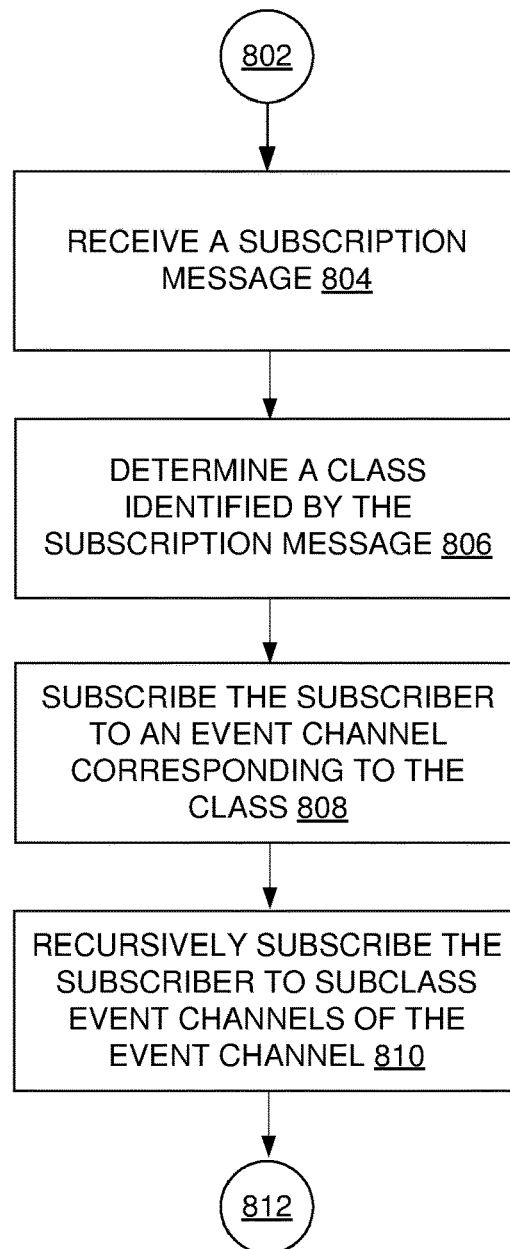 802
RECEIVE A SUBSCRIPTION
MESSAGE 804
DETERMINE A CLASS
IDENTIFIED BY THE
SUBSCRIPTION MESSAGE 806
SUBSCRIBE THE SUBSCRIBER
TO AN EVENT CHANNEL
CORRESPONDING TO THE
CLASS 808
RECURSIVELY SUBSCRIBE THE
SUBSCRIBER TO SUBCLASS
EVENT CHANNELS OF THE
EVENT CHANNEL 810
812